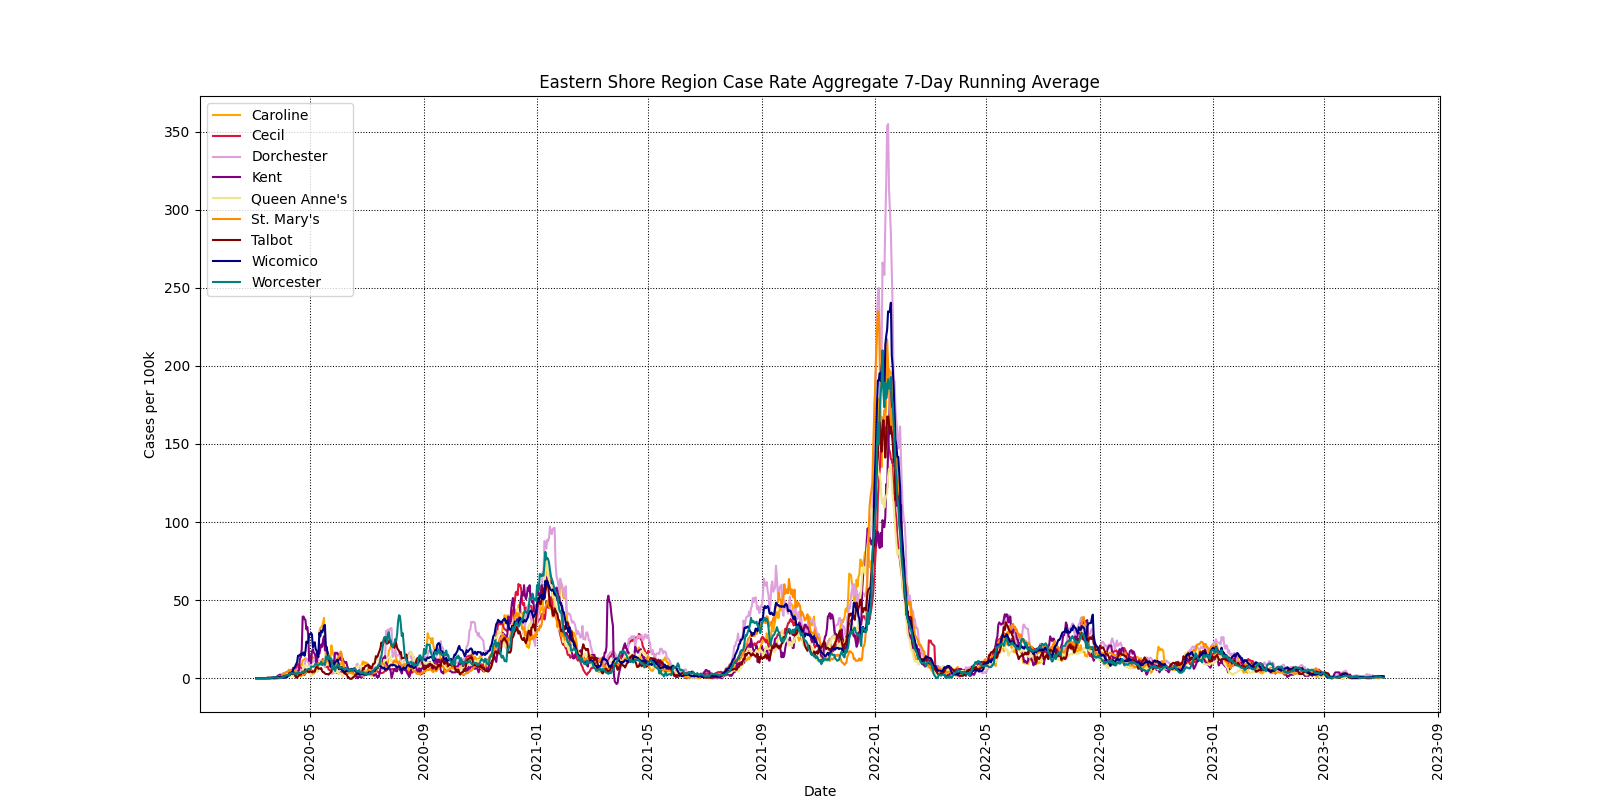 Eastern Shore Region Case Rate Aggregate 7-Day Running Average
Caroline
Cecil
Dorchester
Kent
Queen Anne's
St. Mary's
Talbot
Wicomico
Worcester
Cases per 100k
350
300
250
200
150
100
50
0
2020-05
2020-09
2021-01
2021-05
2021-09
2022-01
2022-05
2022-09
2023-01
2023-05
2023-09
Date